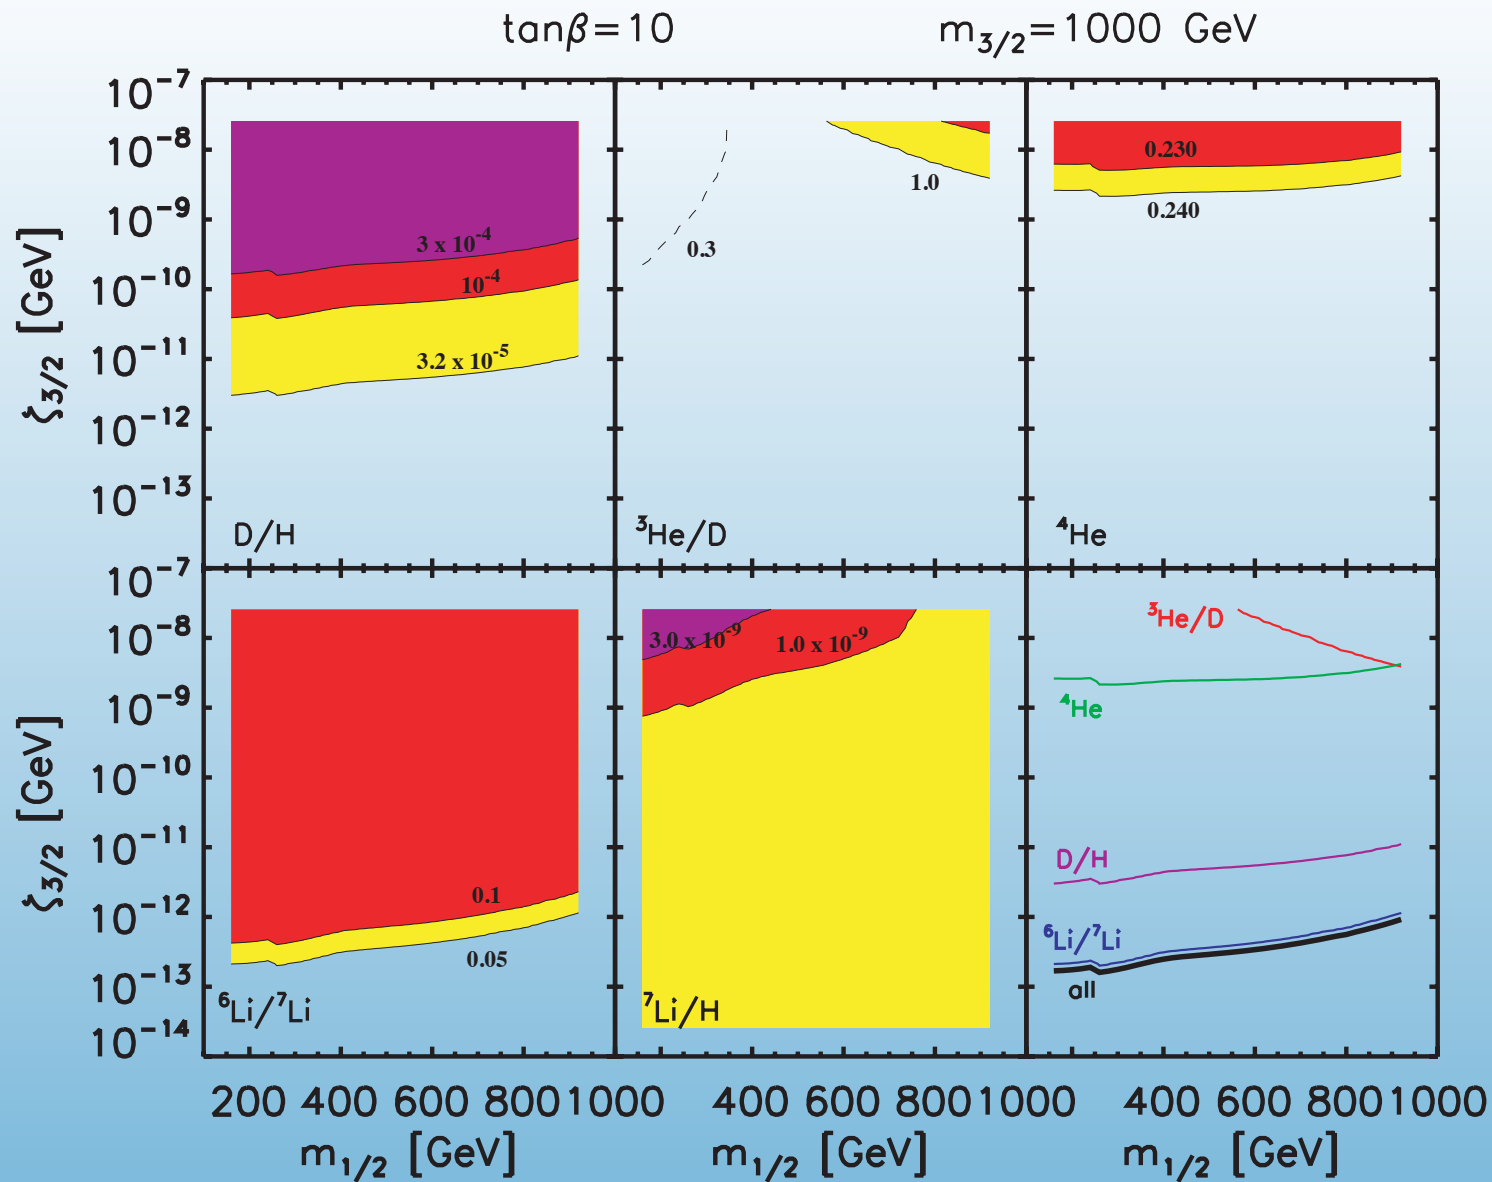 tanβ=10 m₃/₂=1000 GeV
10⁻⁷
10⁻⁸
10⁻⁹
10⁻¹⁰
10⁻¹¹
10⁻¹²
10⁻¹³
ζ₃/₂ [GeV]
3 x 10⁻⁴
10⁻⁴
3.2 x 10⁻⁵
D/H
0.3
1.0
³He/D
0.230
0.240
⁴He
10⁻⁷
10⁻⁸
10⁻⁹
10⁻¹⁰
10⁻¹¹
10⁻¹²
10⁻¹³
10⁻¹⁴
ζ₃/₂ [GeV]
0.1
0.05
⁶Li/⁷Li
3.0 x 10⁻⁹
1.0 x 10⁻⁹
⁷Li/H
³He/D
⁴He
D/H
⁶Li/⁷Li
all
200 400 600 800 1000 400 600 800 1000 400 600 800 1000
m₁/₂ [GeV] m₁/₂ [GeV] m₁/₂ [GeV]